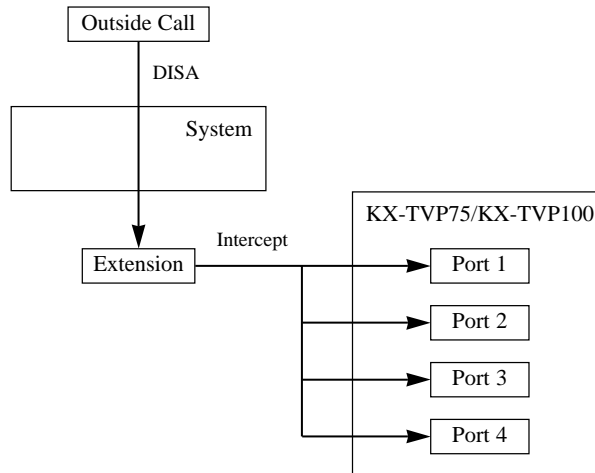 Outside Call
DISA
System
KX-TVP75/KX-TVP100
Intercept
Extension
Port 1
Port 2
Port 3
Port 4